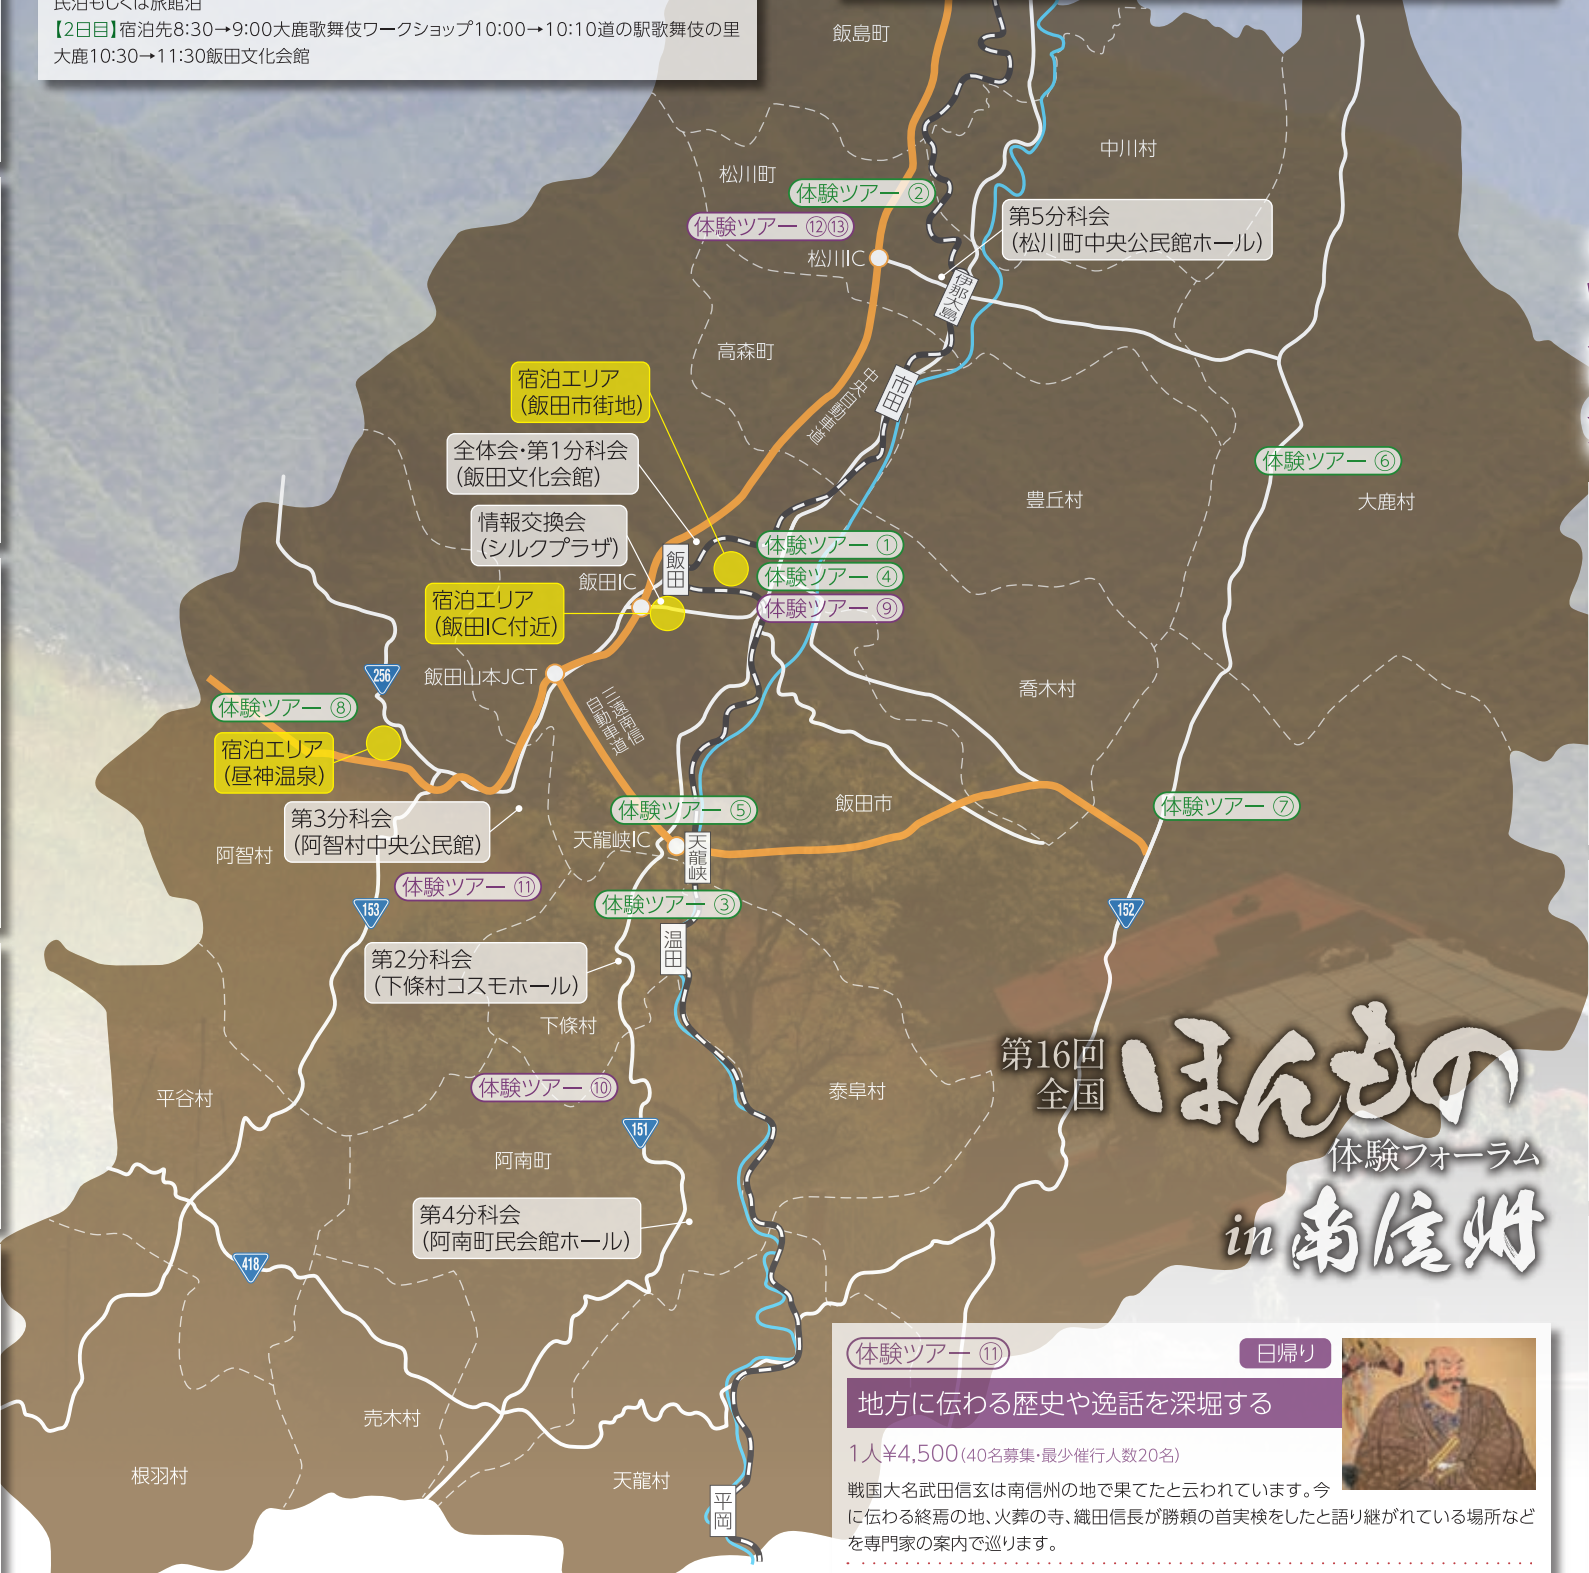 民泊もしくは旅館泊
【2日目】宿泊先8:30→9:00大鹿歌舞伎ワークショップ10:00→10:10道の駅歌舞伎の里
大鹿10:30→11:30飯田文化会館
飯島町
中川村
松川町
体験ツアー ②
体験ツアー ⑫⑬
第5分科会
(松川町中央公民館ホール)
松川IC
伊那大島
高森町
宿泊エリア
(飯田市街地)
中央自動車道
市田
全体会・第1分科会
(飯田文化会館)
体験ツアー ⑥
大鹿村
豊丘村
情報交換会
(シルクプラザ)
飯田IC
飯田
体験ツアー ①
体験ツアー ④
体験ツアー ⑨
宿泊エリア
(飯田IC付近)
256
飯田山本JCT
三遠南信
自動車道
喬木村
体験ツアー ⑧
宿泊エリア
(昼神温泉)
第3分科会
(阿智村中央公民館)
阿智村
体験ツアー ⑤
飯田市
体験ツアー ⑦
天龍峡IC
天龍峡
体験ツアー ⑪
153
体験ツアー ③
152
温田
第2分科会
(下條村コスモホール)
下條村
第16回
全国
ほんもの
体験フォーラム
in 南信州
平谷村
体験ツアー ⑩
泰阜村
151
阿南町
第4分科会
(阿南町民会館ホール)
418
売木村
根羽村
天龍村
平岡
体験ツアー ⑪
日帰り
地方に伝わる歴史や逸話を深堀する
1人¥4,500(40名募集・最少催行人数20名)
戦国大名武田信玄は南信州の地で果てたと云われています。今
に伝わる終焉の地、火葬の寺、織田信長が勝頼の首実検をしたと語り継がれている場所など
を専門家の案内で巡ります。